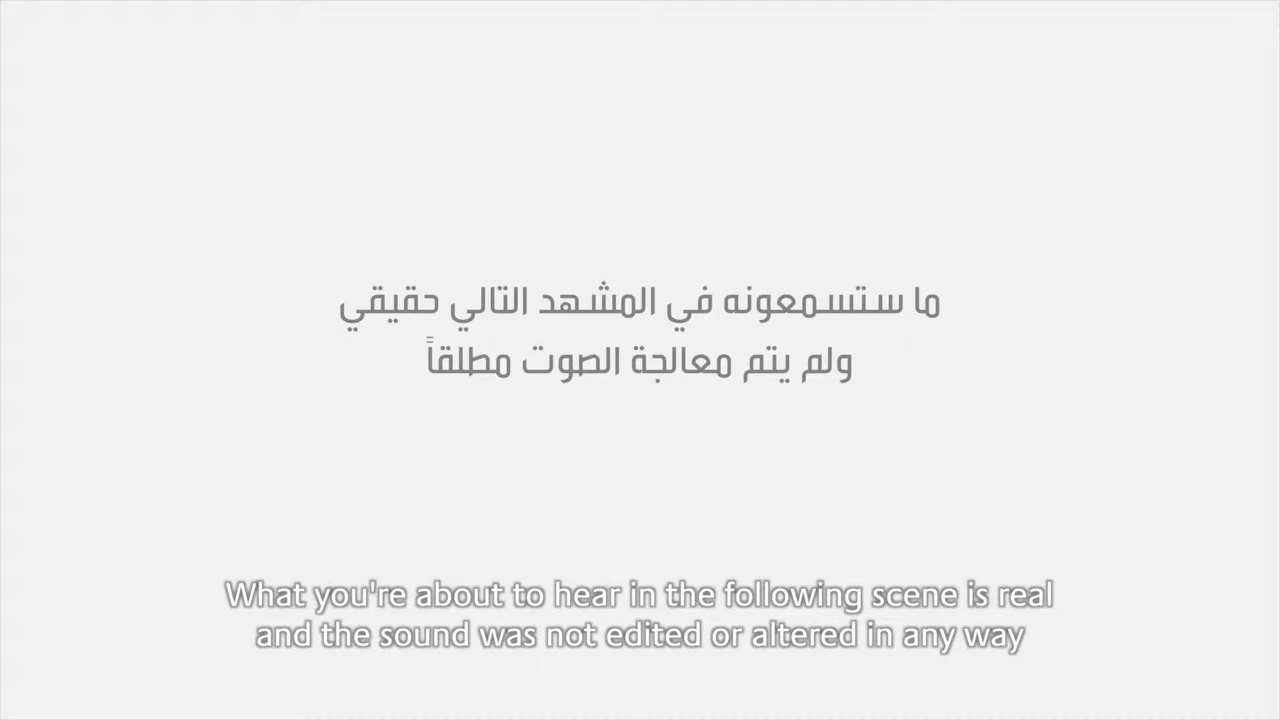 ما ستسمعونه في المشهد التالي حقيقي
ولم يتم معالجة الصوت مطلقاً
What you're about to hear in the following scene is real
and the sound was not edited or altered in any way